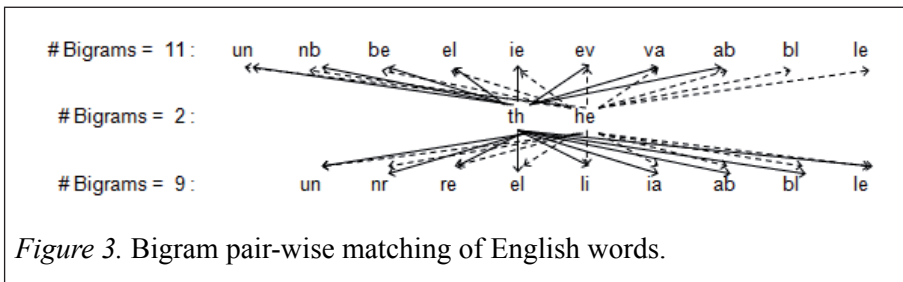 # Bigrams = 11 : un nb be el ie ev va ab bl le
# Bigrams = 2 : th he
# Bigrams = 9 : un nr re el li ia ab bl le
Figure 3. Bigram pair-wise matching of English words.